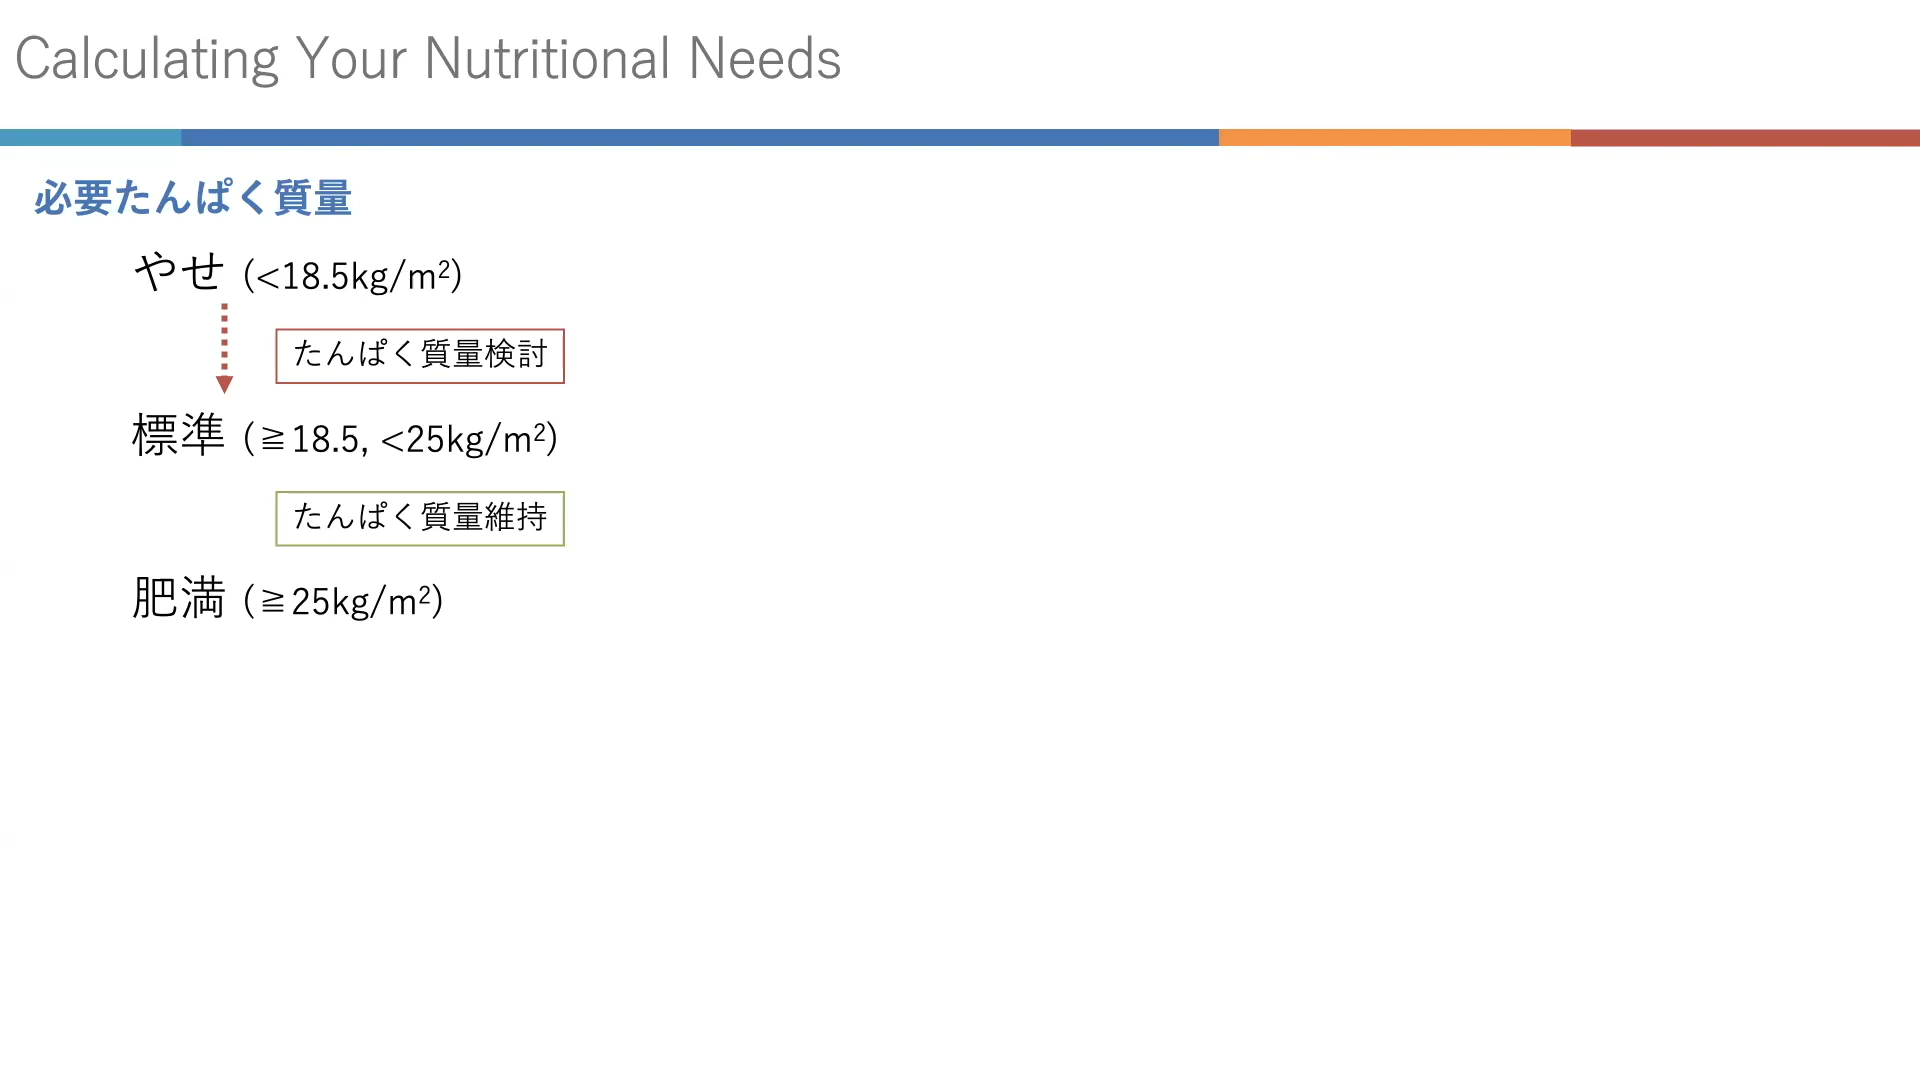 Calculating Your Nutritional Needs
必要たんぱく質量
やせ (<18.5kg/m²)
たんぱく質量検討
標準 (≧18.5, <25kg/m²)
たんぱく質量維持
肥満 (≧25kg/m²)